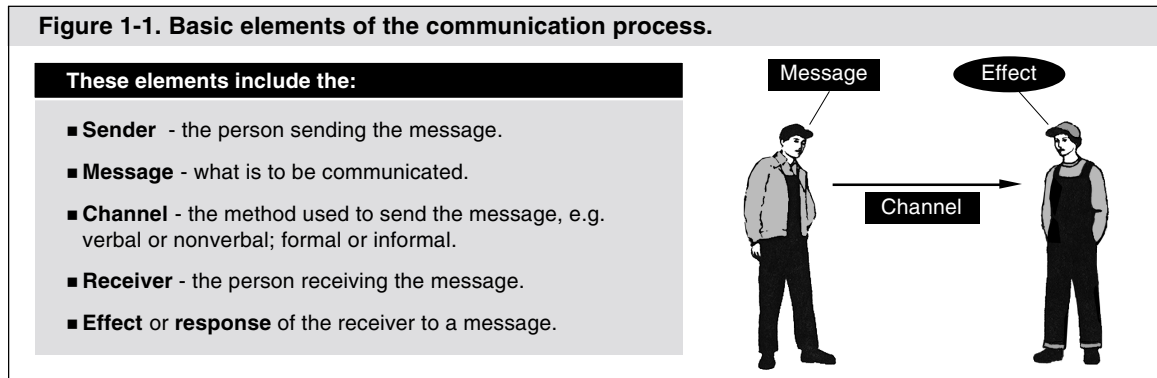 Figure 1-1. Basic elements of the communication process.
These elements include the:
■ Sender - the person sending the message.
■ Message - what is to be communicated.
■ Channel - the method used to send the message, e.g.
verbal or nonverbal; formal or informal.
■ Receiver - the person receiving the message.
■ Effect or response of the receiver to a message.
Message
Effect
Channel